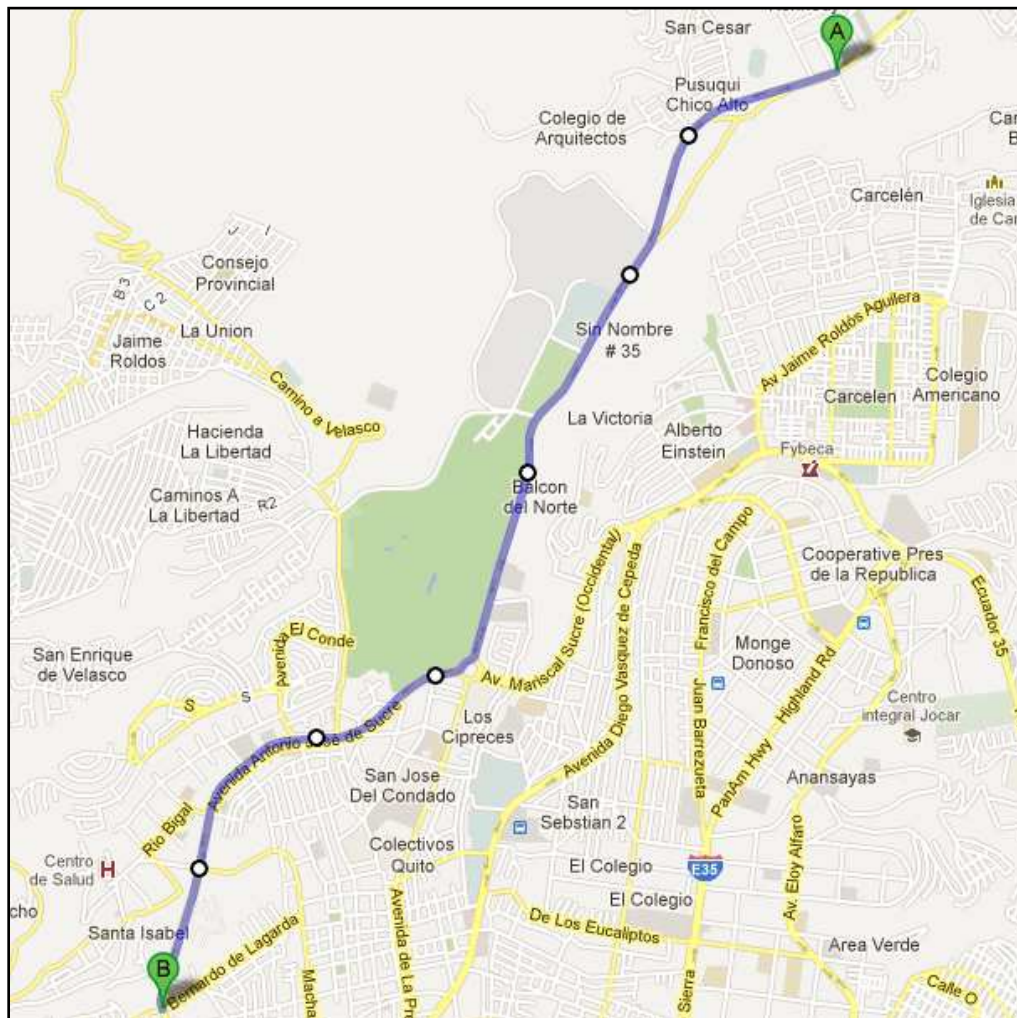 San Cesar
A
Pusuqui
Chico Alto
Colegio de
Arquitectos
Carcelén
Iglesia
de Car
Consejo
Provincial
J
I
B 3
C 2
La Union
Jaime
Roldos
Camino a Velasco
Sin Nombre
# 35
Av Jaime Roldós Aguilera
Carcelen
Colegio
Americano
La Victoria
Alberto
Einstein
Fybeca
Hacienda
La Libertad
Caminos A
La Libertad
R2
Balcon
del Norte
Av. Mariscal Sucre (Occidental)
Avenida Diego Vasquez de Cepeda
Francisco del Campo
Cooperative Pres
de la Republica
Ecuador 35
El Conde
San Enrique
de Velasco
S
S
Monge
Donoso
Highland Rd
PanAm Hwy
Juan Barrezueta
Centro
integral Jocar
Los
Cipreces
Avenida Antonio José de Sucre
San Jose
Del Condado
Anansayas
San
Sebstian 2
Rio Bigal
Colectivos
Quito
El Colegio
E35
El Colegio
Av. Eloy Alfaro
Centro
de Salud
H
cho
Santa Isabel
B
Bernardo de Lagarda
Macha
Avenida de La Pre
De Los Eucaliptos
Sierra
Area Verde
Calle O